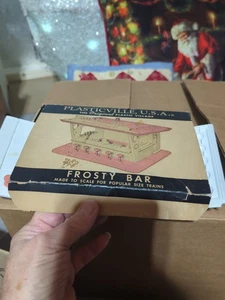 PLASTICVILLE, U.S.A.
FROSTY BAR
MADE TO SCALE FOR POPULAR SIZE TRAINS